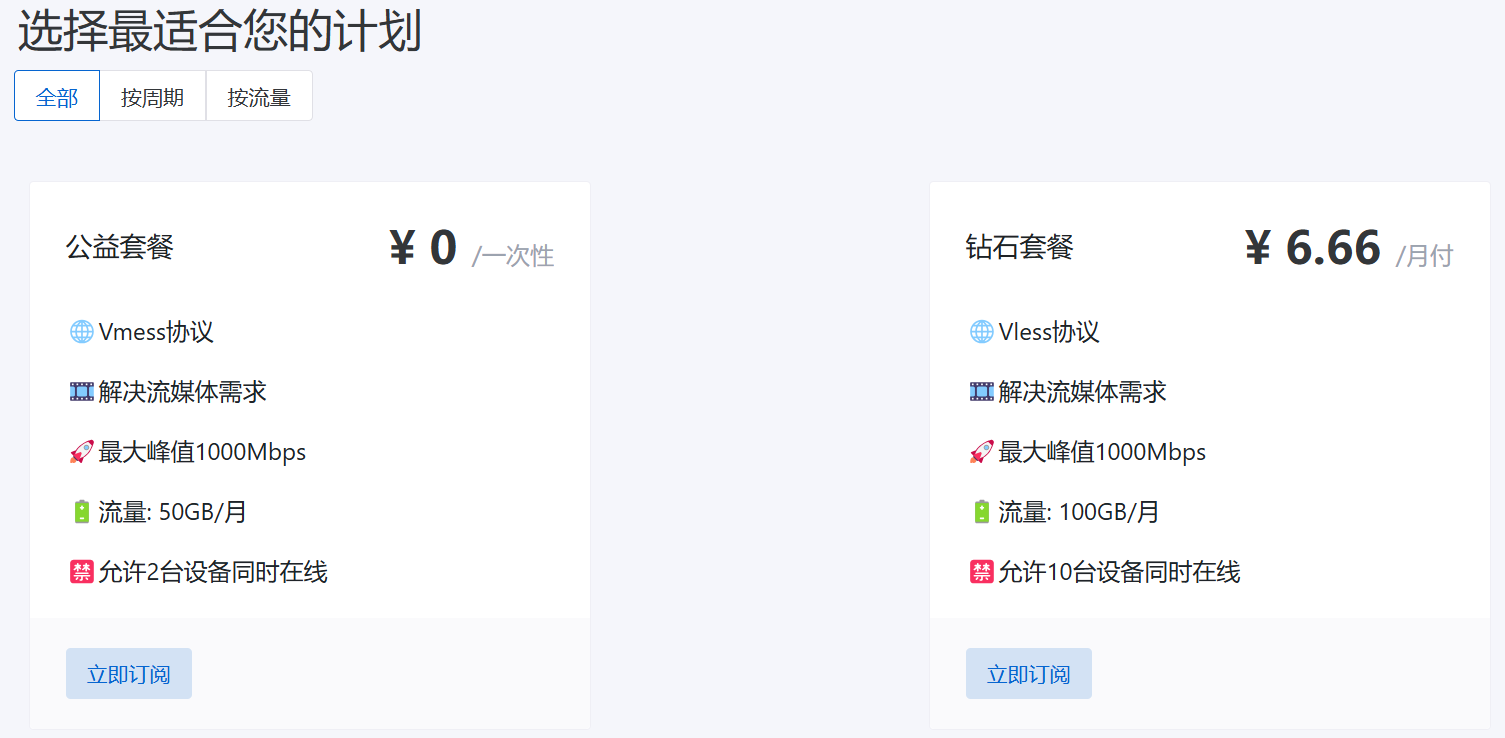 选择最适合您的计划
全部 按周期 按流量
公益套餐 ¥ 0 /一次性
🌐Vmess协议
🎞️解决流媒体需求
🚀最大峰值1000Mbps
🔋流量: 50GB/月
🈲允许2台设备同时在线
立即订阅
钻石套餐 ¥ 6.66 /月付
🌐Vless协议
🎞️解决流媒体需求
🚀最大峰值1000Mbps
🔋流量: 100GB/月
🈲允许10台设备同时在线
立即订阅